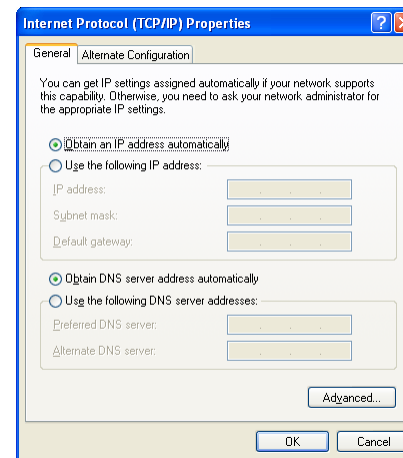 Internet Protocol (TCP/IP) Properties
General Alternate Configuration
You can get IP settings assigned automatically if your network supports
this capability. Otherwise, you need to ask your network administrator for
the appropriate IP settings.
Obtain an IP address automatically
Use the following IP address:
IP address:
Subnet mask:
Default gateway:
Obtain DNS server address automatically
Use the following DNS server addresses:
Preferred DNS server:
Alternate DNS server:
Advanced...
OK Cancel